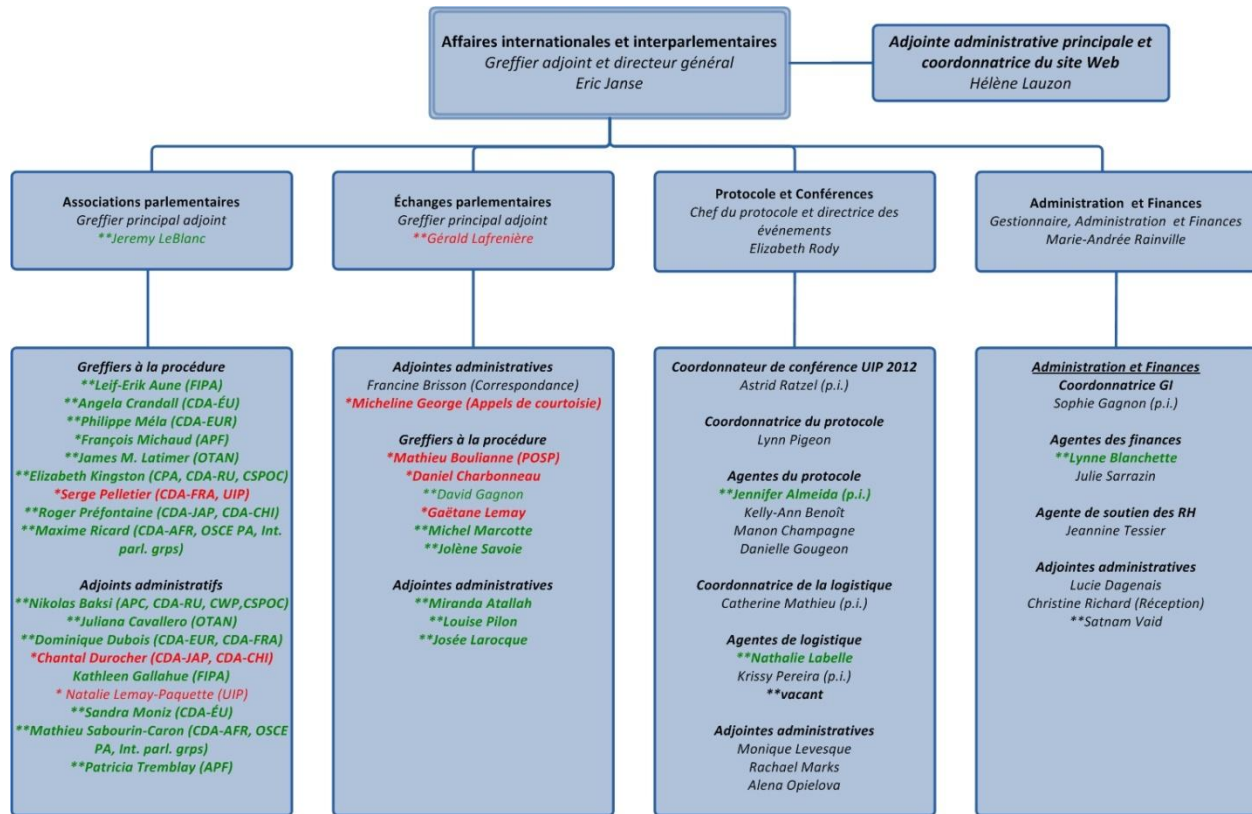 Affaires internationales et interparlementaires
Greffier adjoint et directeur général
Eric Janse
Adjointe administrative principale et
coordonnatrice du site Web
Hélène Lauzon
Associations parlementaires
Greffier principal adjoint
**Jeremy LeBlanc
Échanges parlementaires
Greffier principal adjoint
**Gérald Lafrenière
Protocole et Conférences
Chef du protocole et directrice des
événements
Elizabeth Rody
Administration et Finances
Gestionnaire, Administration et Finances
Marie-Andrée Rainville
Greffiers à la procédure
**Leif-Erik Aune (FIPA)
**Angela Crandall (CDA-ÉU)
**Philippe Méla (CDA-EUR)
*François Michaud (APF)
**James M. Latimer (OTAN)
**Elizabeth Kingston (CPA, CDA-RU, CSPOC)
*Serge Pelletier (CDA-FRA, UIP)
**Roger Préfontaine (CDA-JAP, CDA-CHI)
**Maxime Ricard (CDA-AFR, OSCE PA, Int.
parl. grps)
Adjoints administratifs
**Nikolas Baksi (APC, CDA-RU, CWP,CSPOC)
**Juliana Cavallero (OTAN)
**Dominique Dubois (CDA-EUR, CDA-FRA)
*Chantal Durocher (CDA-JAP, CDA-CHI)
Kathleen Gallahue (FIPA)
* Natalie Lemay-Paquette (UIP)
**Sandra Moniz (CDA-ÉU)
**Mathieu Sabourin-Caron (CDA-AFR, OSCE
PA, Int. parl. grps)
**Patricia Tremblay (APF)
Adjointes administratives
Francine Brisson (Correspondance)
*Micheline George (Appels de courtoisie)
Greffiers à la procédure
*Mathieu Boulianne (POSP)
*Daniel Charbonneau
**David Gagnon
*Gaëtane Lemay
**Michel Marcotte
**Jolène Savoie
Adjointes administratives
**Miranda Atallah
**Louise Pilon
**Josée Larocque
Coordonnateur de conférence UIP 2012
Astrid Ratzel (p.i.)
Coordonnatrice du protocole
Lynn Pigeon
Agentes du protocole
**Jennifer Almeida (p.i.)
Kelly-Ann Benoît
Manon Champagne
Danielle Gougeon
Coordonnatrice de la logistique
Catherine Mathieu (p.i.)
Agentes de logistique
**Nathalie Labelle
Krissy Pereira (p.i.)
**vacant
Adjointes administratives
Monique Levesque
Rachael Marks
Alena Opielova
Administration et Finances
Coordonnatrice GI
Sophie Gagnon (p.i.)
Agentes des finances
**Lynne Blanchette
Julie Sarrazin
Agente de soutien des RH
Jeannine Tessier
Adjointes administratives
Lucie Dagenais
Christine Richard (Réception)
**Satnam Vaid